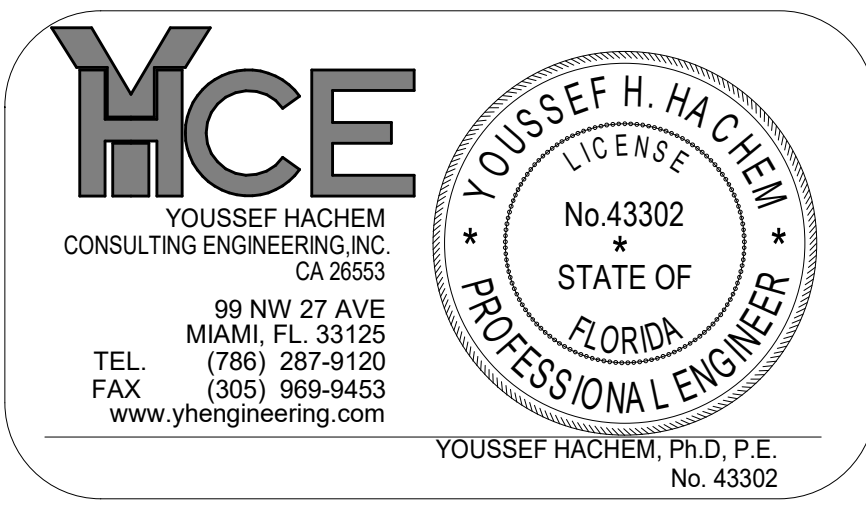 YHCE
YOUSSEF HACHEM
CONSULTING ENGINEERING,INC.
CA 26553
99 NW 27 AVE
MIAMI, FL. 33125
TEL. (786) 287-9120
FAX (305) 969-9453
www.yhengineering.com
YOUSSEF H. HACHEM
LICENSE
No.43302
*
STATE OF
FLORIDA
* PROFESSIONAL ENGINEER *
YOUSSEF HACHEM, Ph.D, P.E.
No. 43302